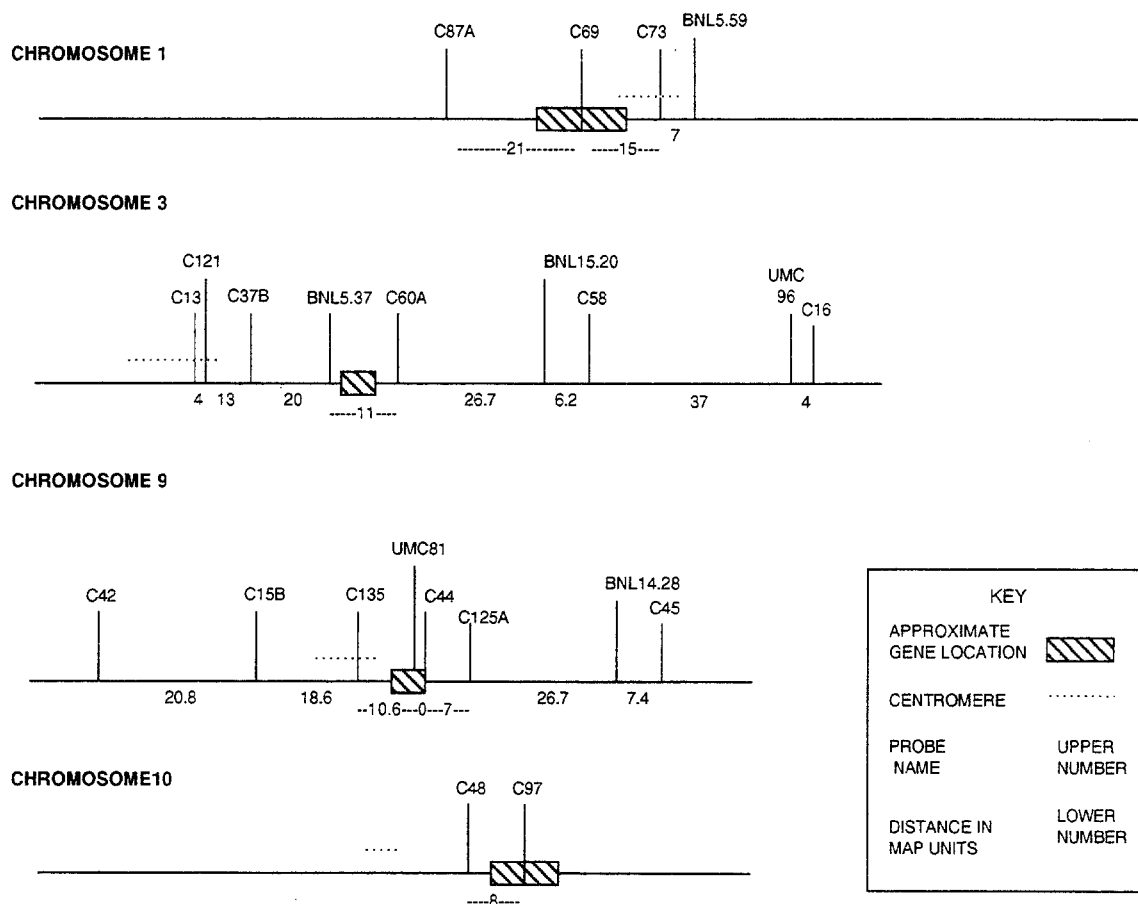 CHROMOSOME 1
C87A C69 C73 BNL5.59
21 15 7
CHROMOSOME 3
C13 C121 C37B BNL5.37 C60A BNL15.20 C58 UMC 96 C16
4 13 20 11 26.7 6.2 37 4
CHROMOSOME 9
C42 C15B C135 UMC81 C44 C125A BNL14.28 C45
20.8 18.6 10.6 0 7 26.7 7.4
CHROMOSOME10
C48 C97
8
KEY
APPROXIMATE
GENE LOCATION
CENTROMERE
PROBE UPPER
NAME NUMBER
DISTANCE IN LOWER
MAP UNITS NUMBER